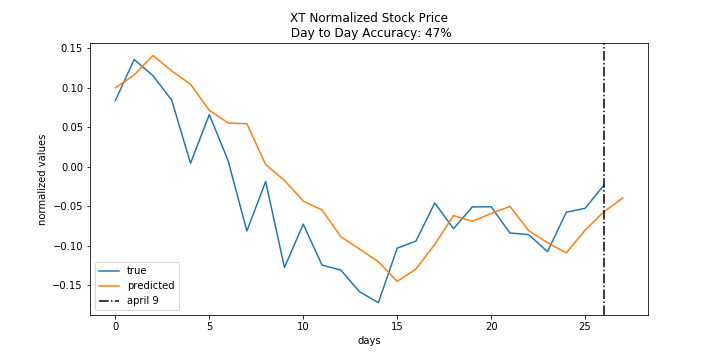 XT Normalized Stock Price
Day to Day Accuracy: 47%
normalized values
0.15
0.10
0.05
0.00
−0.05
−0.10
−0.15
true
predicted
april 9
0
5
10
15
20
25
days